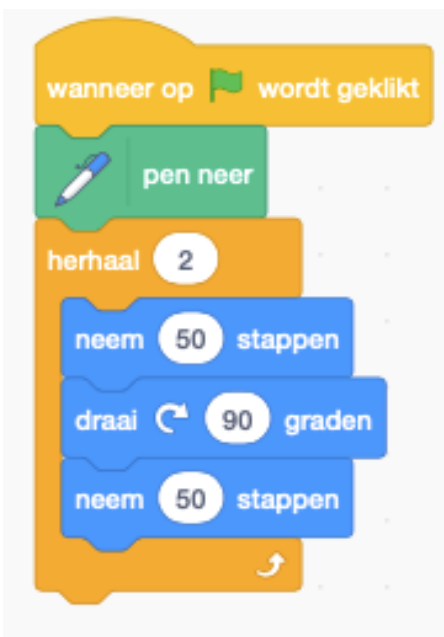 wanneer op wordt geklikt
pen neer
herhaal 2
neem 50 stappen
draai 90 graden
neem 50 stappen